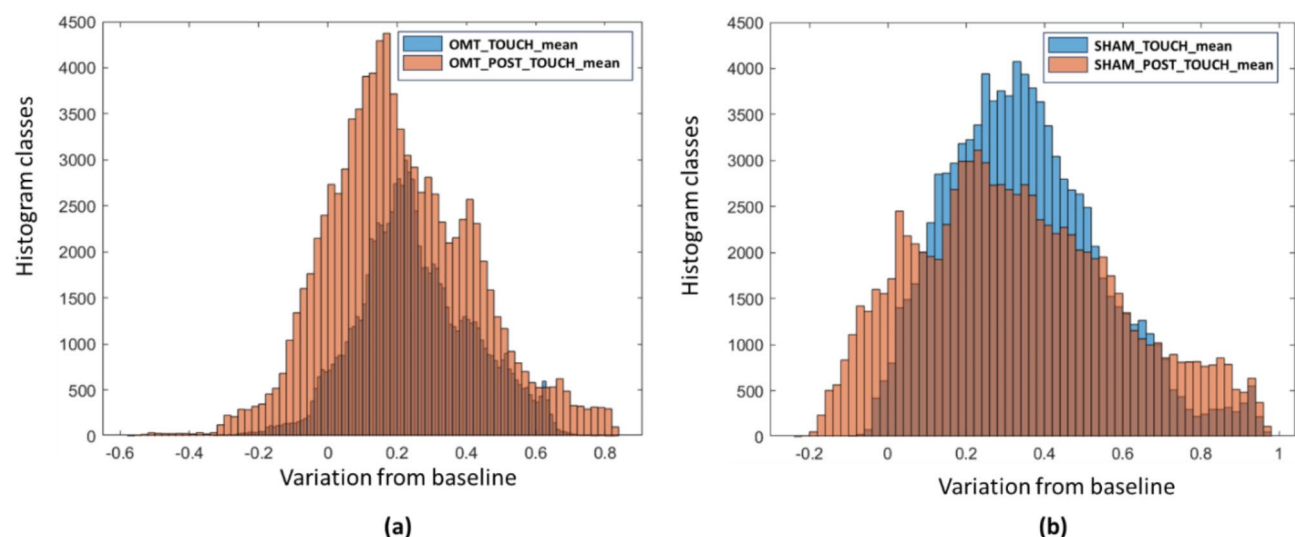 4500
4000
3500
3000
2500
2000
1500
1000
500
0
Histogram classes
OMT_TOUCH_mean
OMT_POST_TOUCH_mean
-0.6 -0.4 -0.2 0 0.2 0.4 0.6 0.8
Variation from baseline
(a)
4500
4000
3500
3000
2500
2000
1500
1000
500
0
Histogram classes
SHAM_TOUCH_mean
SHAM_POST_TOUCH_mean
-0.2 0 0.2 0.4 0.6 0.8 1
Variation from baseline
(b)